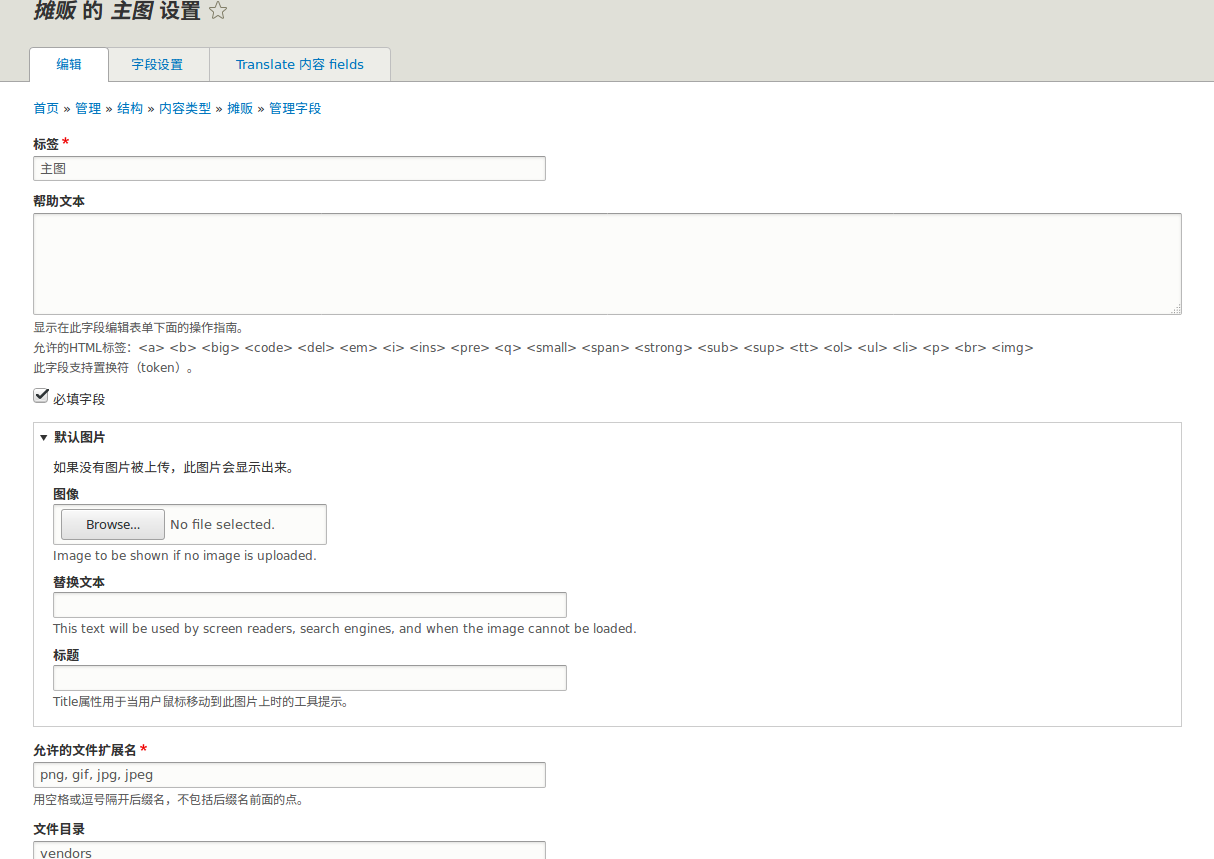 摊贩 的 主图 设置
编辑 字段设置 Translate 内容 fields
首页 » 管理 » 结构 » 内容类型 » 摊贩 » 管理字段
标签 *
主图
帮助文本
显示在此字段编辑表单下面的操作指南。
允许的HTML标签：<a> <b> <big> <code> <del> <em> <i> <ins> <pre> <q> <small> <span> <strong> <sub> <sup> <tt> <ol> <ul> <li> <p> <br> <img>
此字段支持置换符（token）。
必填字段
默认图片
如果没有图片被上传，此图片会显示出来。
图像
Browse... No file selected.
Image to be shown if no image is uploaded.
替换文本
This text will be used by screen readers, search engines, and when the image cannot be loaded.
标题
Title属性用于当用户鼠标移动到此图片上时的工具提示。
允许的文件扩展名 *
png, gif, jpg, jpeg
用空格或逗号隔开后缀名，不包括后缀名前面的点。
文件目录
vendors